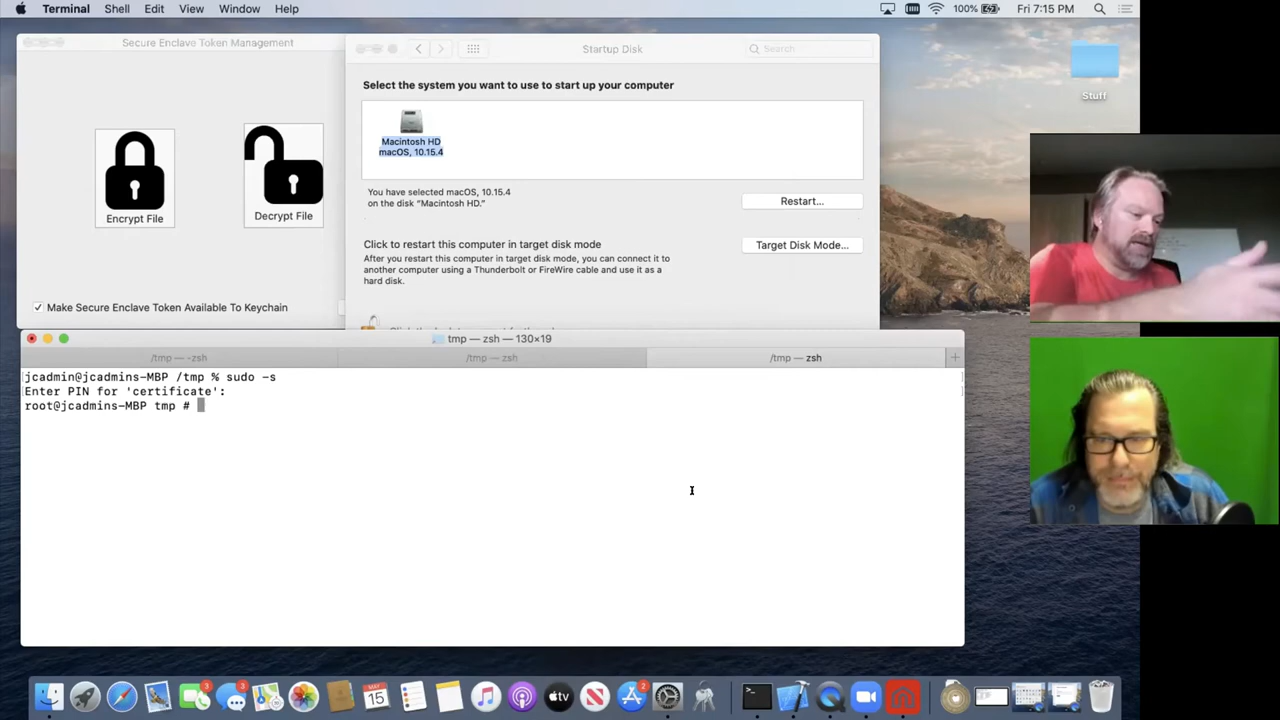 Terminal Shell Edit View Window Help 100% Fri 7:15 PM
Secure Enclave Token Management
Startup Disk
Search
Stuff
Select the system you want to use to start up your computer
Macintosh HD
macOS, 10.15.4
Encrypt File
Decrypt File
You have selected macOS, 10.15.4
on the disk “Macintosh HD.”
Restart...
Click to restart this computer in target disk mode
After you restart this computer in target disk mode, you can connect it to
another computer using a Thunderbolt or FireWire cable and use it as a
hard disk.
Target Disk Mode...
Make Secure Enclave Token Available To Keychain
tmp — zsh — 130×19
/tmp — -zsh
/tmp — zsh
/tmp — zsh
jcadmin@jcadmins-MBP /tmp % sudo -s
Enter PIN for 'certificate':
root@jcadmins-MBP tmp #
3
3
MAY
15
tv
2